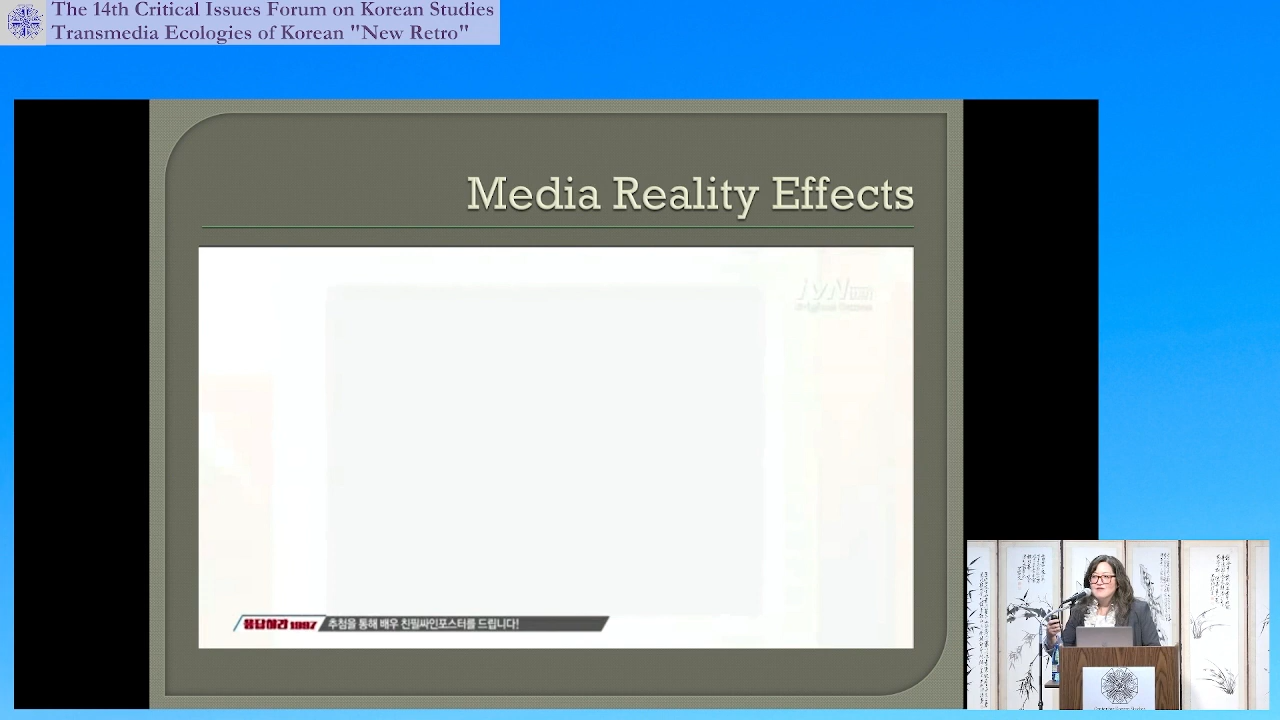 The 14th Critical Issues Forum on Korean Studies
Transmedia Ecologies of Korean "New Retro"
Media Reality Effects
tvN
응답하라 1997 추첨을 통해 배우 친필싸인포스터를 드립니다!